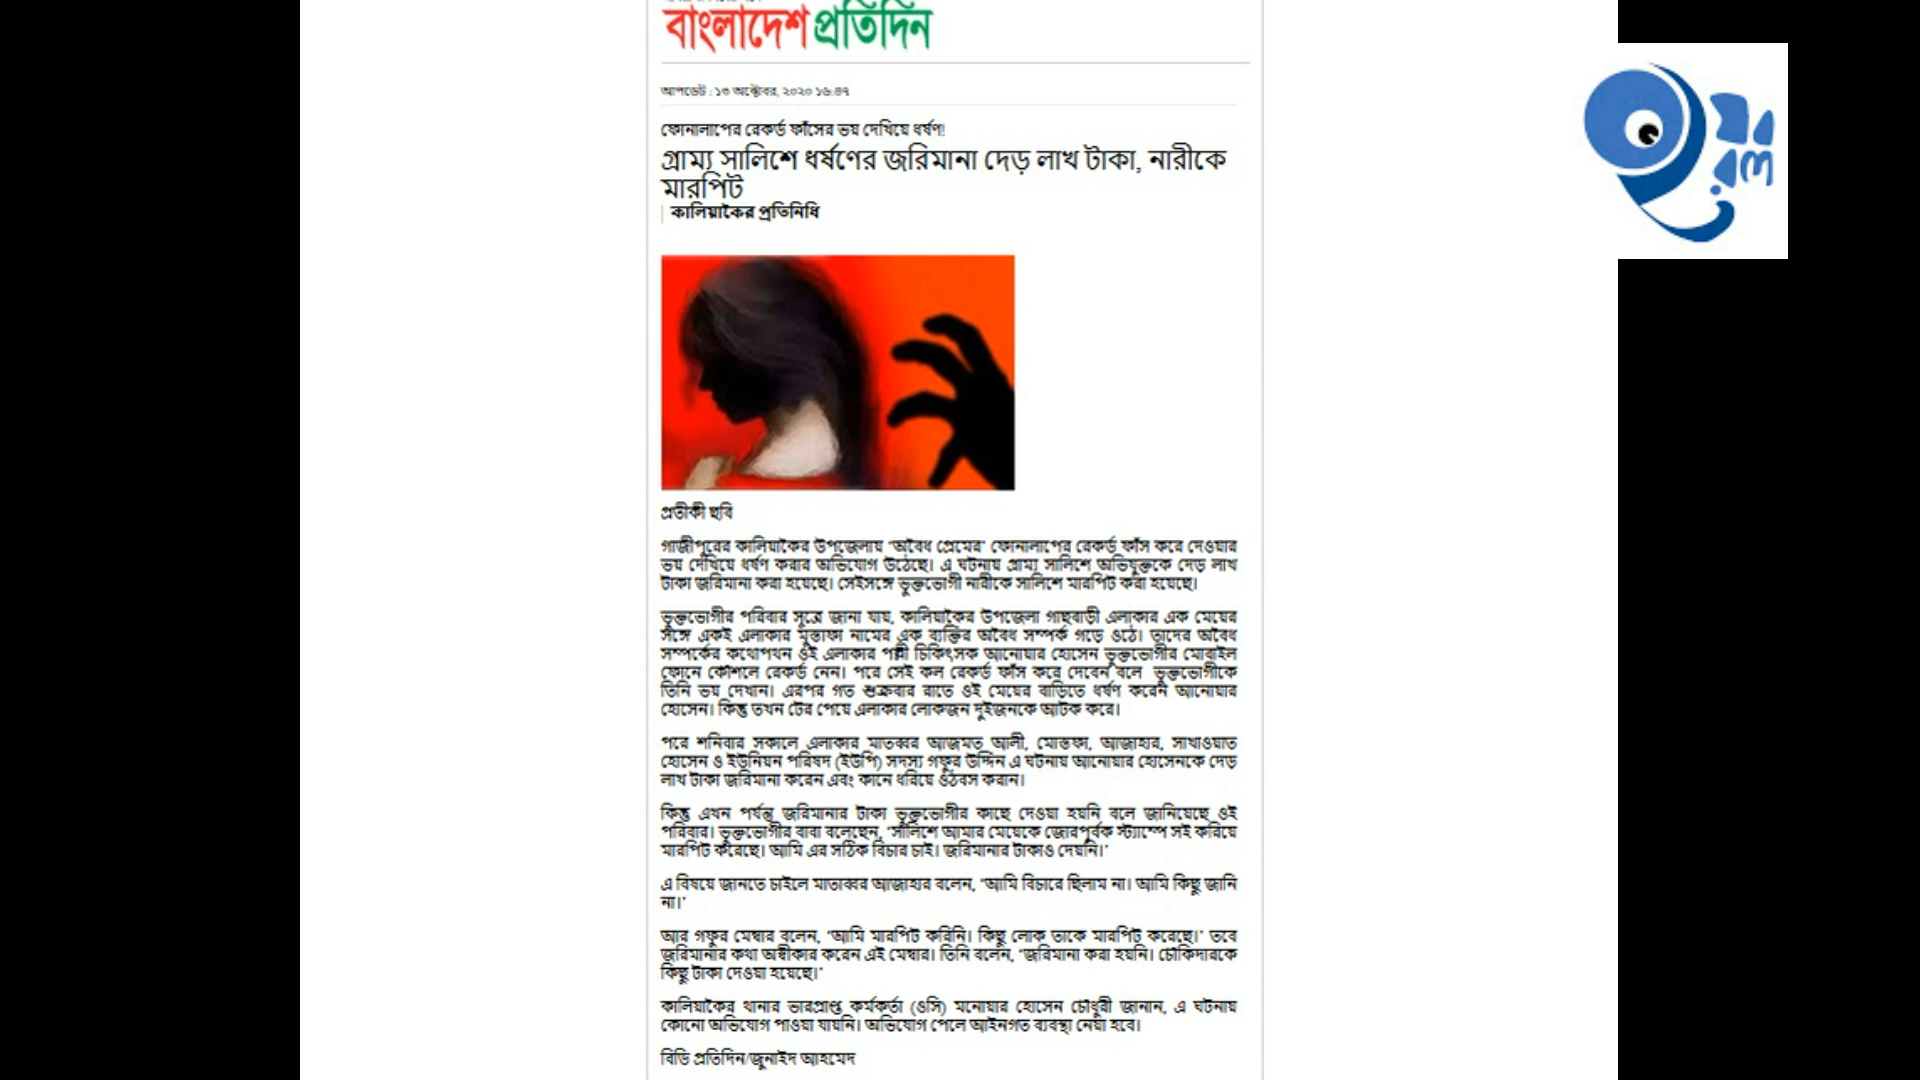 বাংলাদেশ প্রতিদিন
আপডেট : ১৩ অক্টোবর, ২০২০ ১৬:৪৭
ফোনালাপের রেকর্ড ফাঁসের ভয় দেখিয়ে ধর্ষণ!
গ্রাম্য সালিশে ধর্ষণের জরিমানা দেড় লাখ টাকা, নারীকে
মারপিট
কালিয়াকৈর প্রতিনিধি
প্রতীকী ছবি
গাজীপুরের কালিয়াকৈর উপজেলায় 'অবৈধ প্রেমের' ফোনালাপের রেকর্ড ফাঁস করে দেওয়ার
ভয় দেখিয়ে ধর্ষণ করার অভিযোগ উঠেছে। এ ঘটনায় গ্রাম্য সালিশে অভিযুক্তকে দেড় লাখ
টাকা জরিমানা করা হয়েছে। সেইসঙ্গে ভুক্তভোগী নারীকে সালিশে মারপিট করা হয়েছে।
ভুক্তভোগীর পরিবার সূত্রে জানা যায়, কালিয়াকৈর উপজেলা গাছবাড়ী এলাকার এক মেয়ের
সঙ্গে একই এলাকার মুস্তাফা নামের এক ব্যক্তির অবৈধ সম্পর্ক গড়ে ওঠে। তাদের অবৈধ
সম্পর্কের কথোপথন ওই এলাকার পল্লী চিকিৎসক আনোয়ার হোসেন ভুক্তভোগীর মোবাইল
ফোনে কৌশলে রেকর্ড নেন। পরে সেই কল রেকর্ড ফাঁস করে দেবেন বলে ভুক্তভোগীকে
তিনি ভয় দেখান। এরপর গত শুক্রবার রাতে ওই মেয়ের বাড়িতে ধর্ষণ করেন আনোয়ার
হোসেন। কিন্তু তখন টের পেয়ে এলাকার লোকজন দুইজনকে আটক করে।
পরে শনিবার সকালে এলাকার মাতব্বর আজমত আলী, মোস্তফা, আজাহার, সাখাওয়াত
হোসেন ও ইউনিয়ন পরিষদ (ইউপি) সদস্য গফুর উদ্দিন এ ঘটনায় আনোয়ার হোসেনকে দেড়
লাখ টাকা জরিমানা করেন এবং কানে ধরিয়ে ওঠবস করান।
কিন্তু এখন পর্যন্ত জরিমানার টাকা ভুক্তভোগীর কাছে দেওয়া হয়নি বলে জানিয়েছে ওই
পরিবার। ভুক্তভোগীর বাবা বলেছেন, 'সালিশে আমার মেয়েকে জোরপূর্বক স্ট্যাম্পে সই করিয়ে
মারপিট করেছে। আমি এর সঠিক বিচার চাই। জরিমানার টাকাও দেয়নি।'
এ বিষয়ে জানতে চাইলে মাতাব্বর আজাহার বলেন, 'আমি বিচারে ছিলাম না। আমি কিছু জানি
না।'
আর গফুর মেম্বার বলেন, 'আমি মারপিট করিনি। কিছু লোক তাকে মারপিট করেছে।' তবে
জরিমানার কথা অস্বীকার করেন এই মেম্বার। তিনি বলেন, 'জরিমানা করা হয়নি। চৌকিদারকে
কিছু টাকা দেওয়া হয়েছে।'
কালিয়াকৈর থানার ভারপ্রাপ্ত কর্মকর্তা (ওসি) মনোয়ার হোসেন চৌধুরী জানান, এ ঘটনায়
কোনো অভিযোগ পাওয়া যায়নি। অভিযোগ পেলে আইনগত ব্যবস্থা নেয়া হবে।
বিডি প্রতিদিন/জুনাইদ আহমেদ